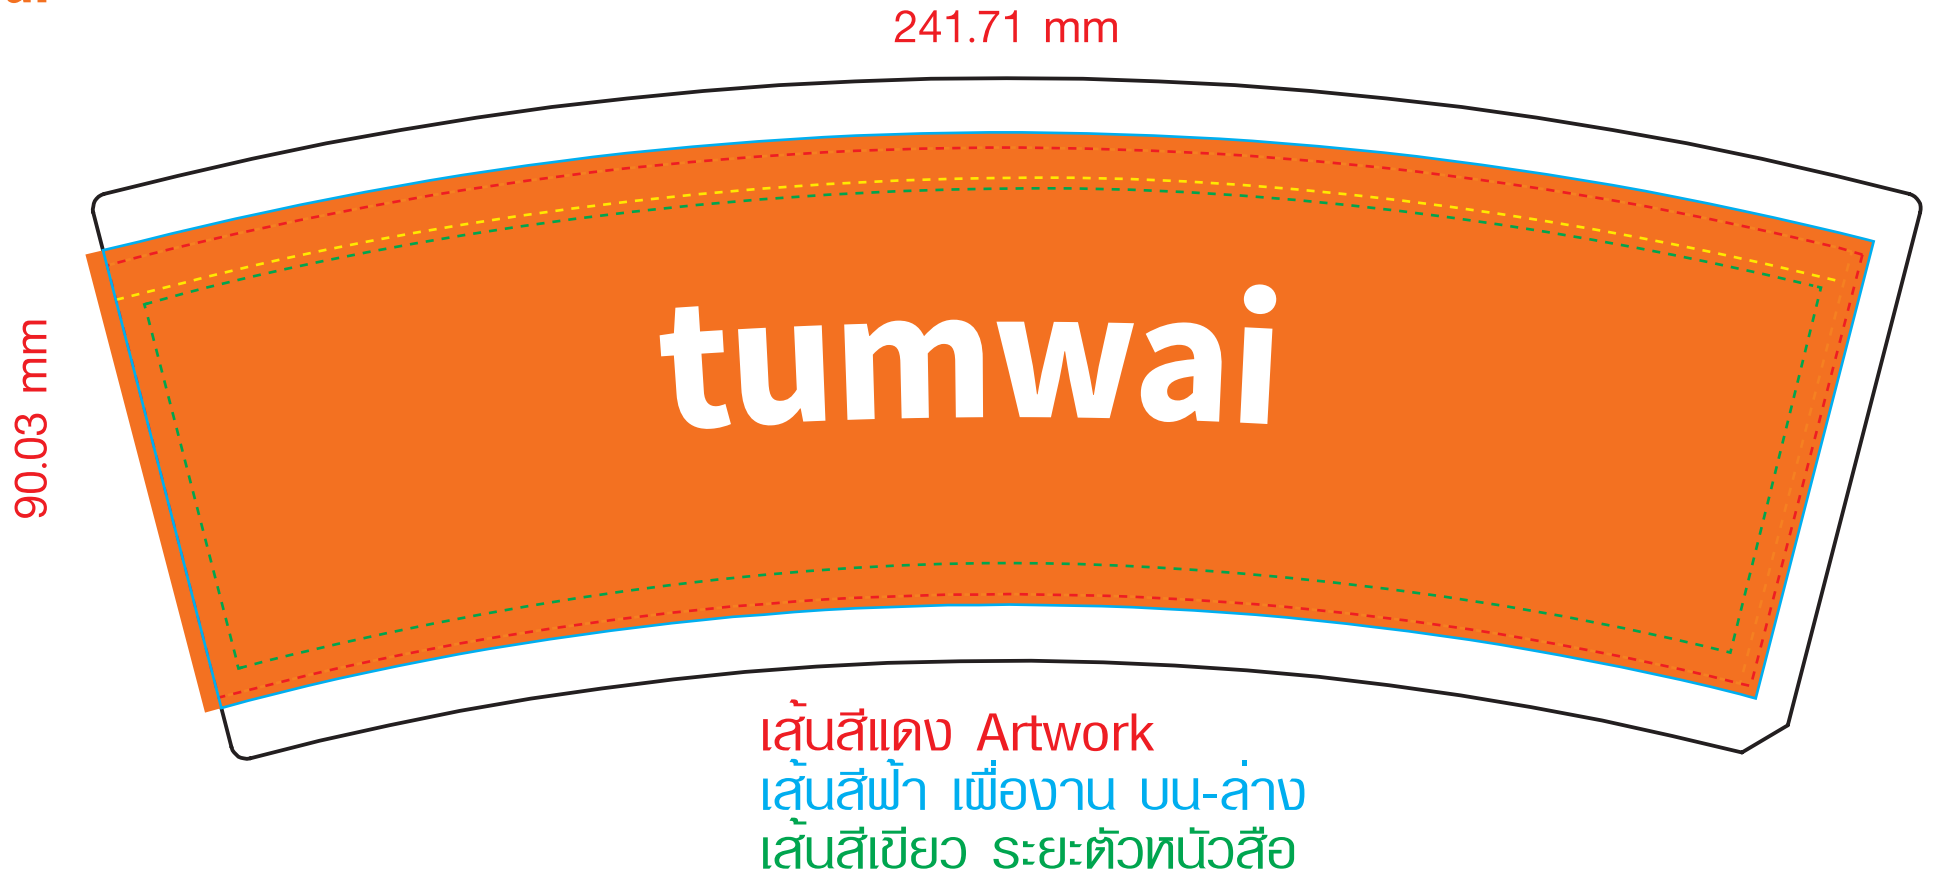 241.71 mm
90.03 mm
tumwai
เส้นสีแดง Artwork
เส้นสีฟ้า เผื่องาน บน-ล่าง
เส้นสีเขียว ระยะตัวหนังสือ